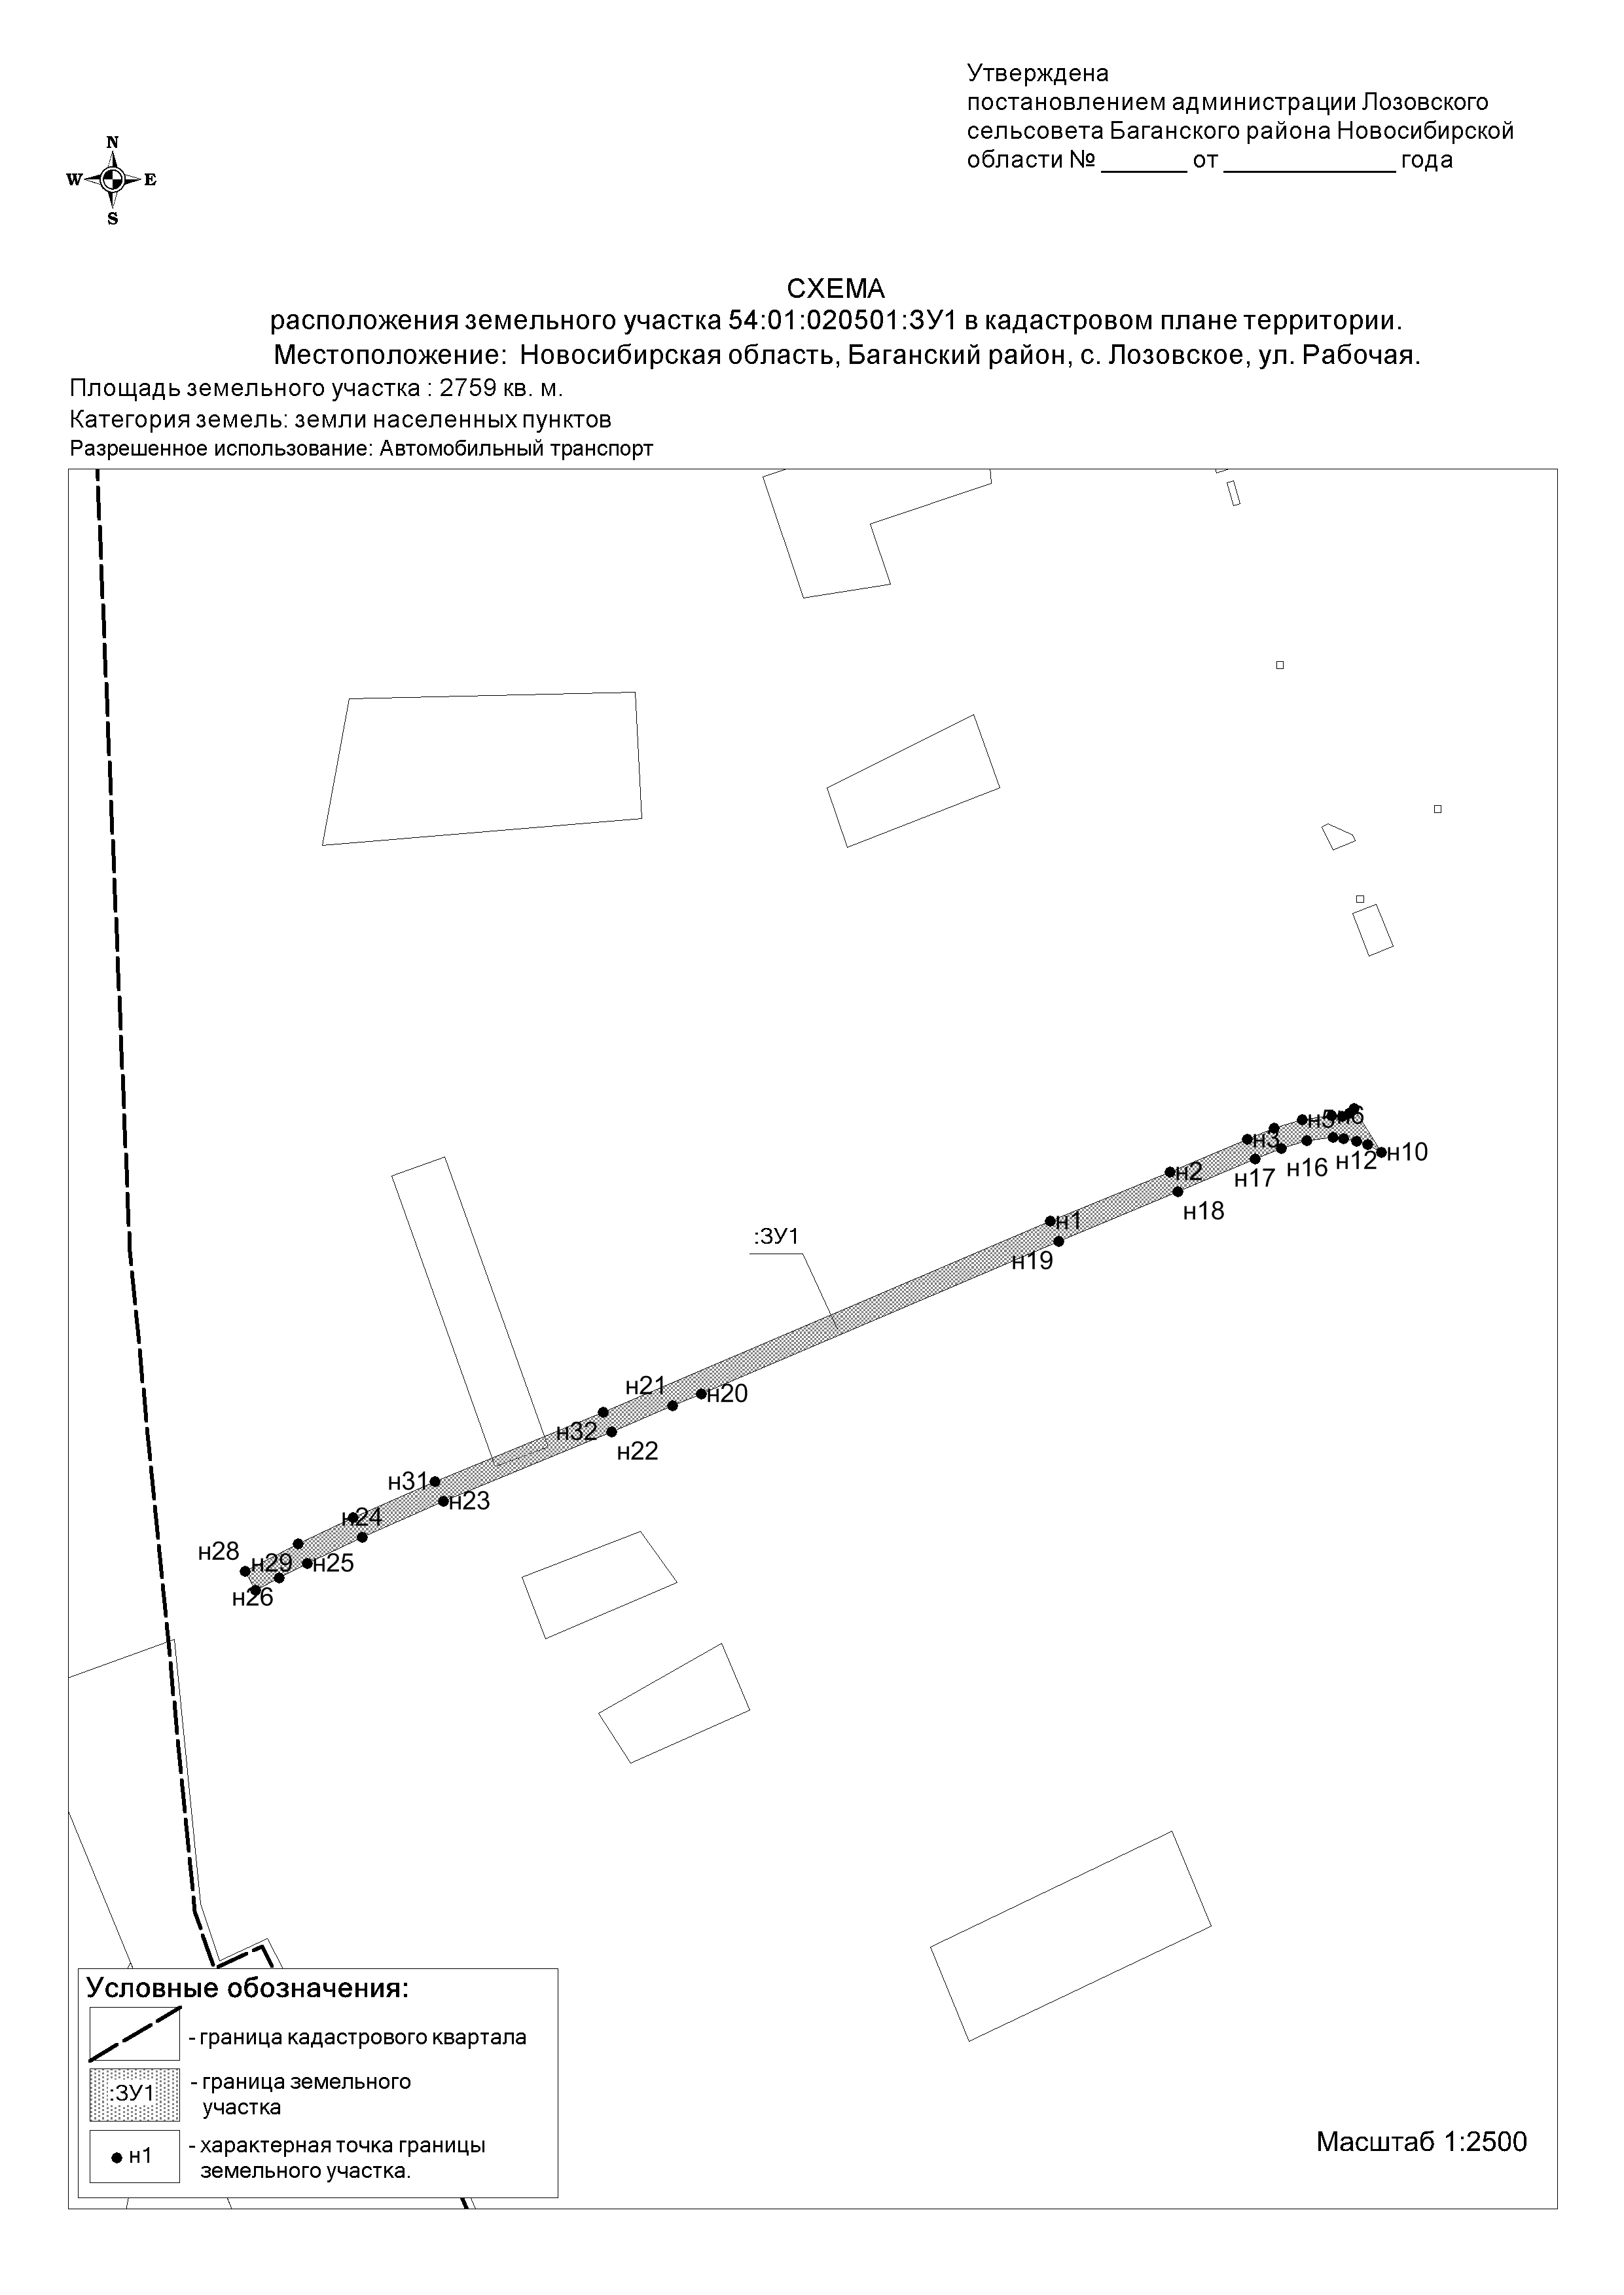 Утверждена
постановлением администрации Лозовского
сельсовета Баганского района Новосибирской
области № ______ от ____________ года
N
W E
S
СХЕМА
расположения земельного участка 54:01:020501:ЗУ1 в кадастровом плане территории.
Местоположение: Новосибирская область, Баганский район, с. Лозовское, ул. Рабочая.
Площадь земельного участка : 2759 кв. м.
Категория земель: земли населенных пунктов
Разрешенное использование: Автомобильный транспорт
н5
н6
н3
н10
н12
н16
н17
н2
н18
н1
:ЗУ1
н19
н21
н20
н32
н22
н31
н23
н24
н28
н29
н25
н26
Условные обозначения:
- граница кадастрового квартала
:ЗУ1
- граница земельного
участка
н1
- характерная точка границы
земельного участка.
Масштаб 1:2500